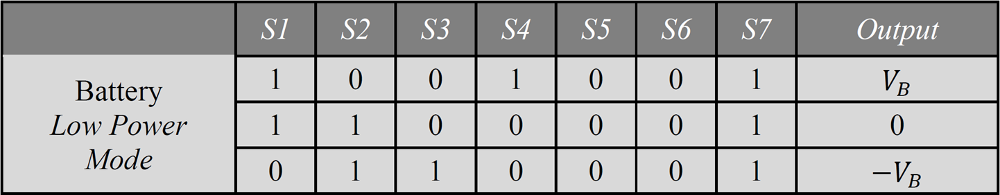 S1 S2 S3 S4 S5 S6 S7 Output
Battery
Low Power
Mode
1 0 0 1 0 0 1 V_B
1 1 0 0 0 0 1 0
0 1 1 0 0 0 1 −V_B